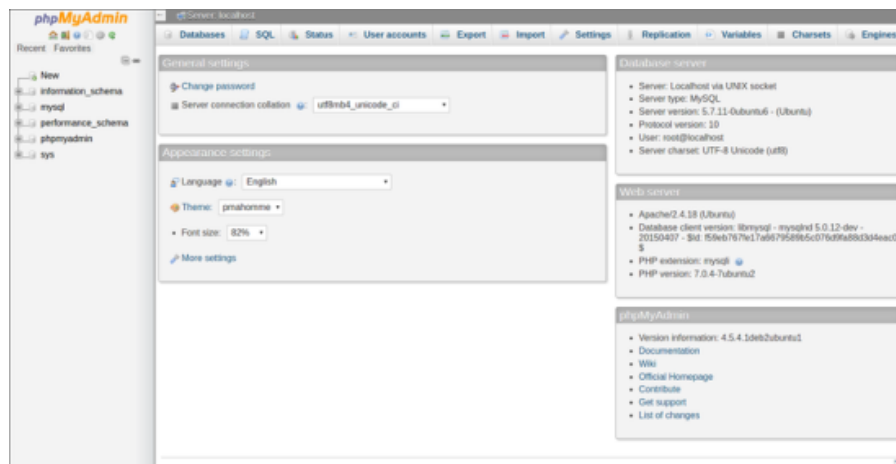 phpMyAdmin
Recent Favorites
New
information_schema
mysql
performance_schema
phpmyadmin
sys
Server: localhost
Databases SQL Status User accounts Export Import Settings Replication Variables Charsets Engines
General settings
Change password
Server connection collation : utf8mb4_unicode_ci
Appearance settings
Language : English
Theme: pmahomme
Font size: 82%
More settings
Database server
Server: Localhost via UNIX socket
Server type: MySQL
Server version: 5.7.11-0ubuntu6 - (Ubuntu)
Protocol version: 10
User: root@localhost
Server charset: UTF-8 Unicode (utf8)
Web server
Apache/2.4.18 (Ubuntu)
Database client version: libmysql - mysqlnd 5.0.12-dev -
20150407 - $Id:
$
PHP extension: mysqli
PHP version: 7.0.4-7ubuntu2
phpMyAdmin
Version information: 4.5.4.1deb2ubuntu1
Documentation
Wiki
Official Homepage
Contribute
Get support
List of changes